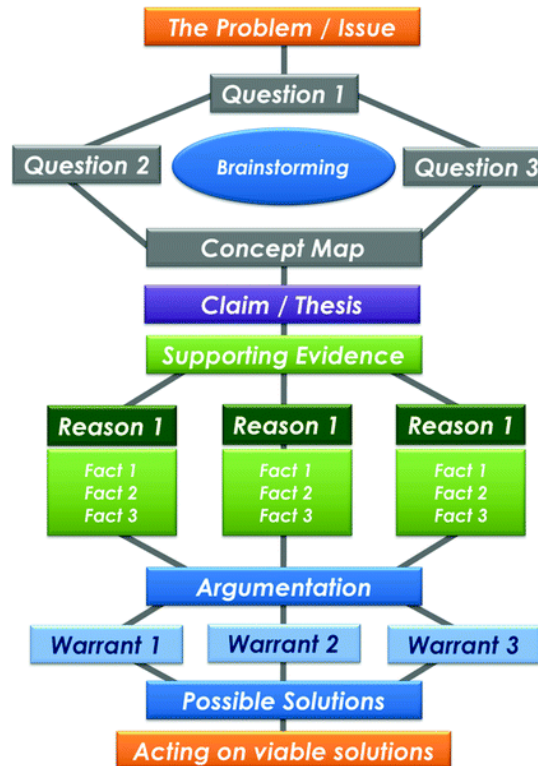 The Problem / Issue
Question 1
Question 2
Brainstorming
Question 3
Concept Map
Claim / Thesis
Supporting Evidence
Reason 1
Reason 1
Reason 1
Fact 1
Fact 2
Fact 3
Fact 1
Fact 2
Fact 3
Fact 1
Fact 2
Fact 3
Argumentation
Warrant 1
Warrant 2
Warrant 3
Possible Solutions
Acting on viable solutions